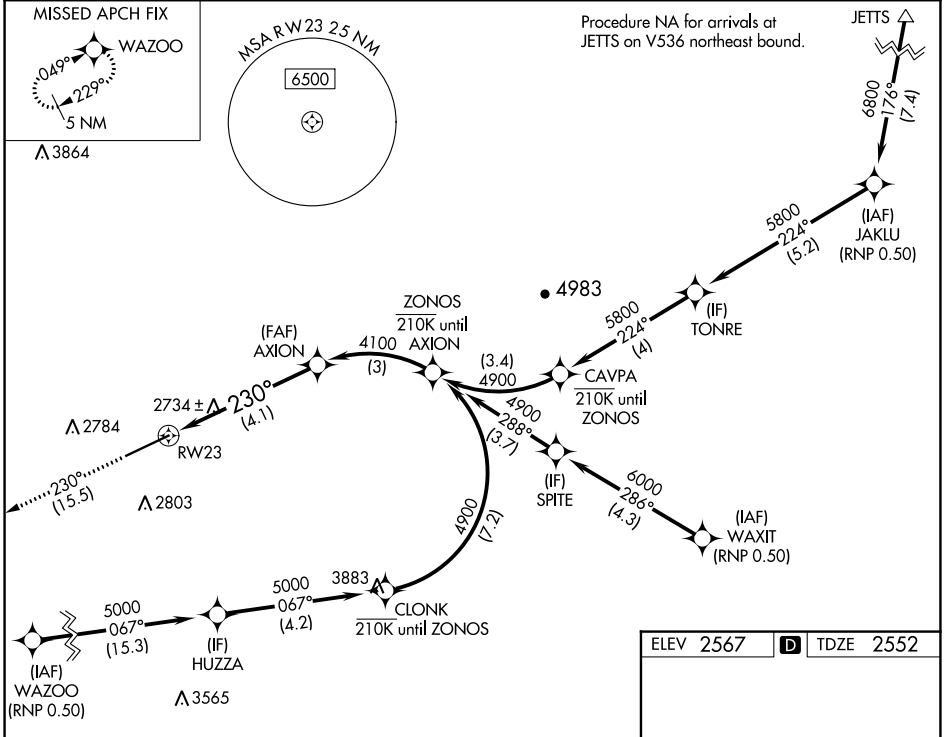 MISSED APCH FIX
WAZOO
049°
229°
5 NM
3864
MSA RW23 25 NM
6500
Procedure NA for arrivals at
JETTS on V536 northeast bound.
JETTS
6800
176°
(7.4)
(IAF)
JAKLU
(RNP 0.50)
5800
224°
(5.2)
(IF)
TONRE
4983
5800
224°
(4)
CAVPA
210K until
ZONOS
(3.4)
4900
ZONOS
210K until
AXION
4100
(3)
(FAF)
AXION
230°
(4.1)
2734 ±
2784
RW23
230°
(15.5)
2803
4900
288°
(3.7)
(IF)
SPITE
6000
286°
(4.3)
(IAF)
WAXIT
(RNP 0.50)
4900
(7.2)
3883
CLONK
210K until ZONOS
5000
067°
(4.2)
(IF)
HUZZA
5000
067°
(15.3)
(IAF)
WAZOO
(RNP 0.50)
3565
ELEV 2567 D TDZE 2552